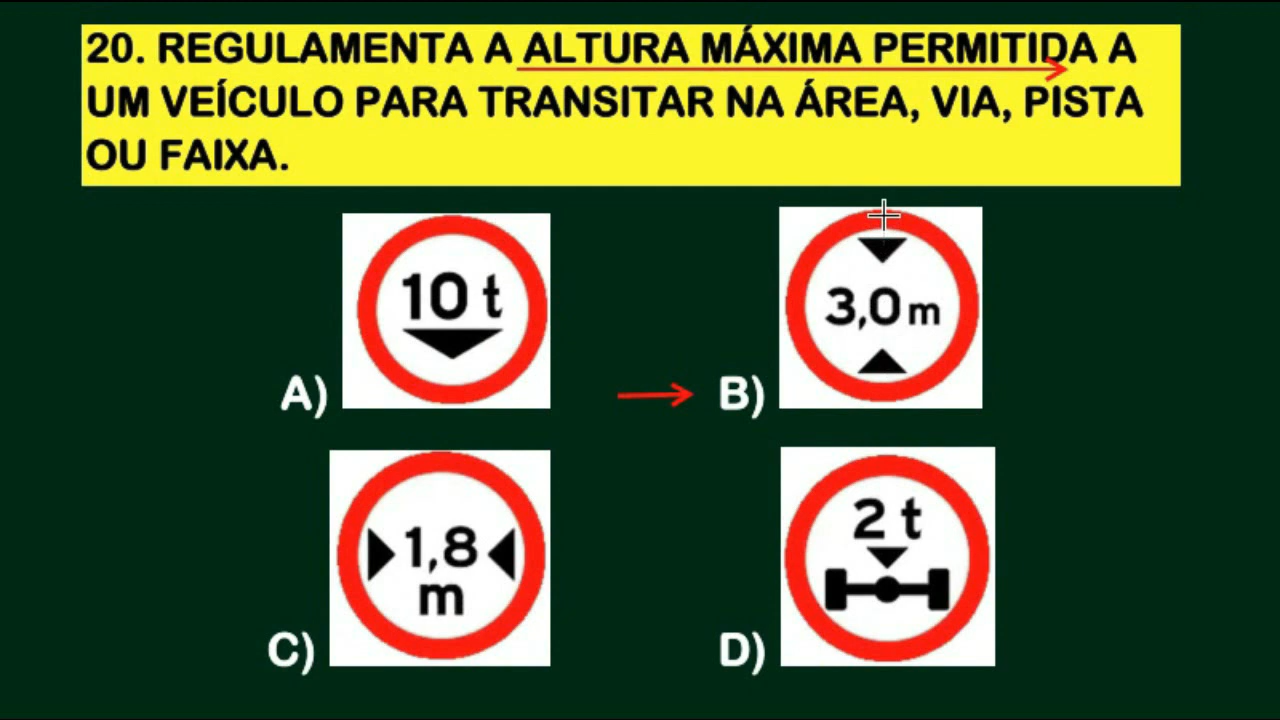 20. REGULAMENTA A ALTURA MÁXIMA PERMITIDA A
UM VEÍCULO PARA TRANSITAR NA ÁREA, VIA, PISTA
OU FAIXA.
10 t
A)
3,0 m
B)
1,8
m
C)
2 t
D)